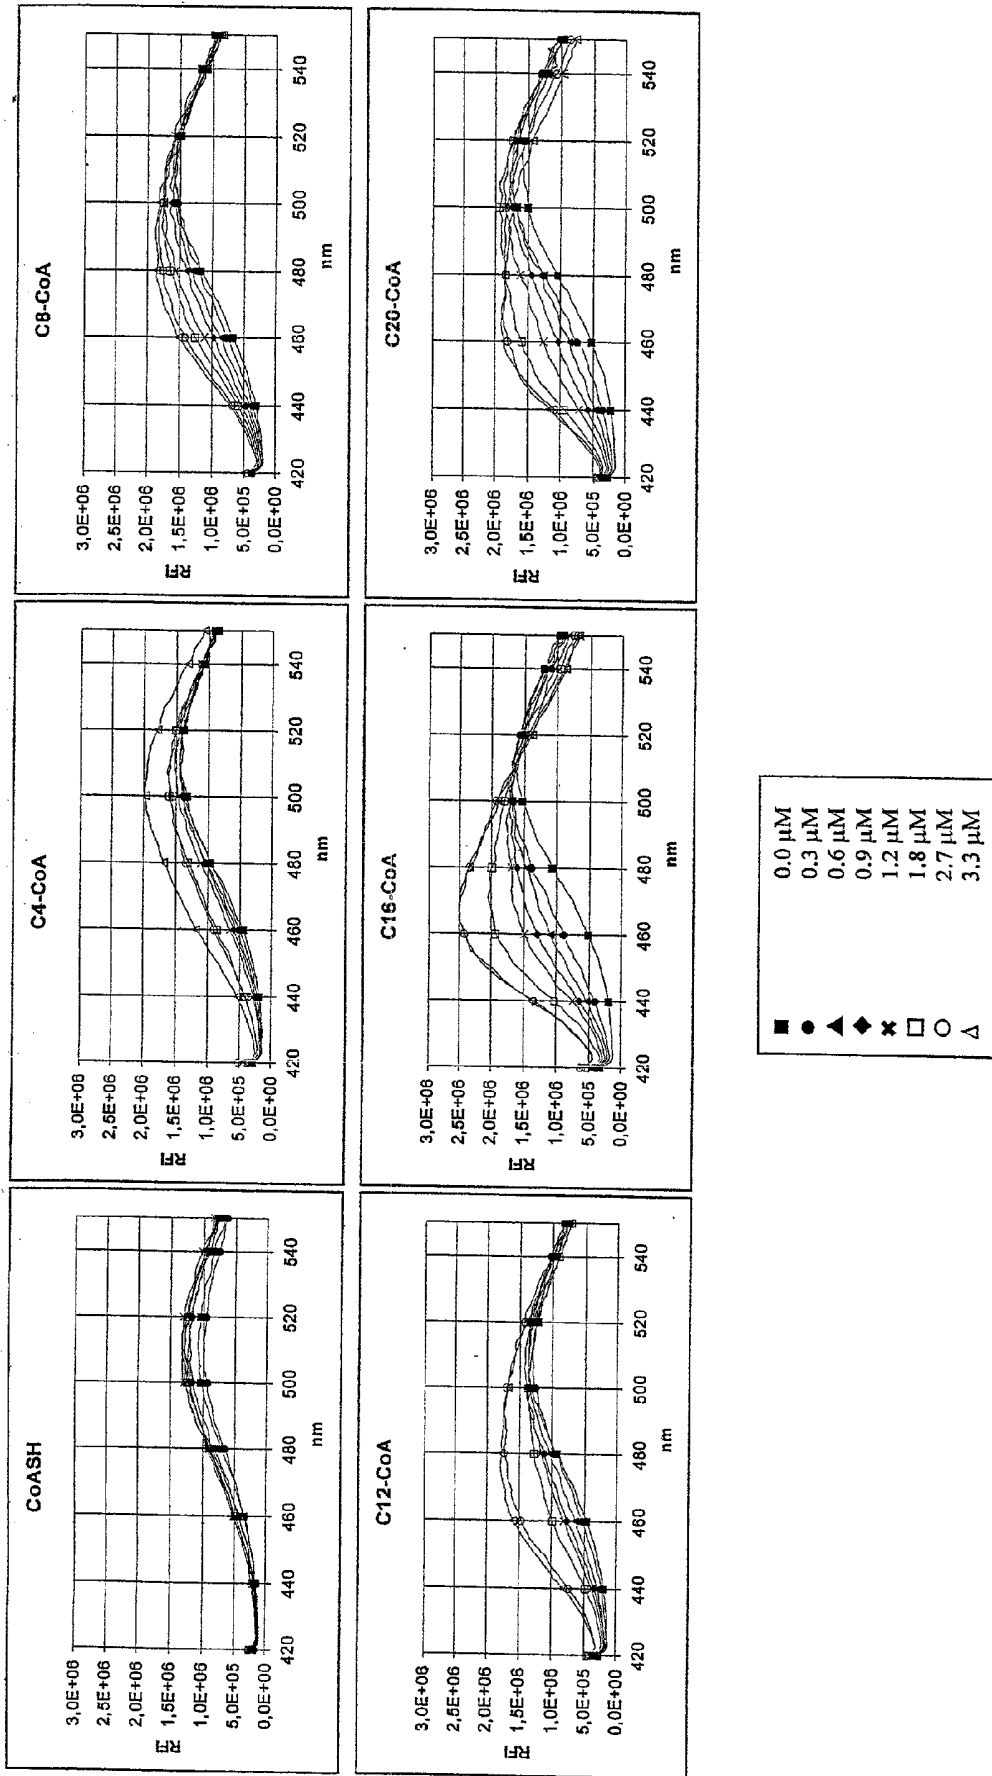 CoASH
3,0E+06
2,5E+06
2,0E+06
1,5E+06
1,0E+06
5,0E+05
0,0E+00
RFI
420 440 460 480 500 520 540
nm
C4-CoA
3,0E+06
2,5E+06
2,0E+06
1,5E+06
1,0E+06
5,0E+05
0,0E+00
RFI
420 440 460 480 500 520 540
nm
C8-CoA
3,0E+06
2,5E+06
2,0E+06
1,5E+06
1,0E+06
5,0E+05
0,0E+00
RFI
420 440 460 480 500 520 540
nm
C12-CoA
3,0E+06
2,5E+06
2,0E+06
1,5E+06
1,0E+06
5,0E+05
0,0E+00
RFI
420 440 460 480 500 520 540
nm
C16-CoA
3,0E+06
2,5E+06
2,0E+06
1,5E+06
1,0E+06
5,0E+05
0,0E+00
RFI
420 440 460 480 500 520 540
nm
C20-CoA
3,0E+06
2,5E+06
2,0E+06
1,5E+06
1,0E+06
5,0E+05
0,0E+00
RFI
420 440 460 480 500 520 540
nm
0.0 µM
0.3 µM
0.6 µM
0.9 µM
1.2 µM
1.8 µM
2.7 µM
3.3 µM